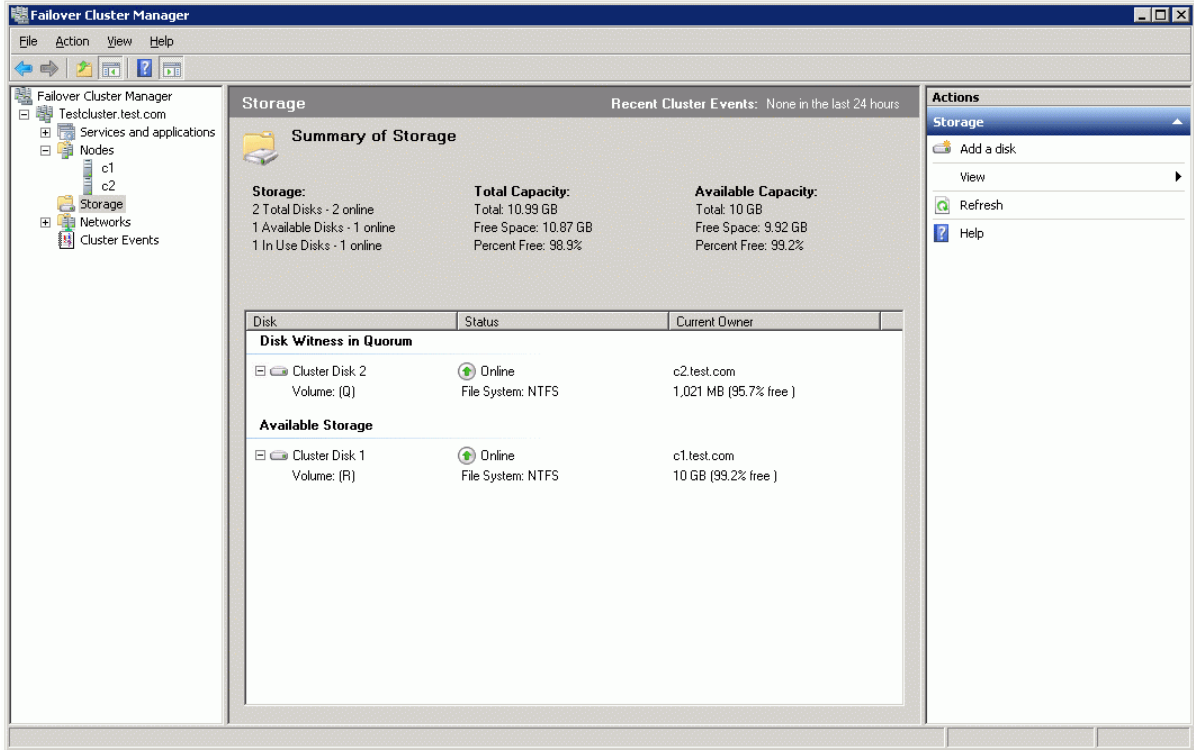 Failover Cluster Manager
File Action View Help
Failover Cluster Manager
Testcluster.test.com
Services and applications
Nodes
c1
c2
Storage
Networks
Cluster Events
Storage Recent Cluster Events: None in the last 24 hours
Summary of Storage
Storage: Total Capacity: Available Capacity:
2 Total Disks - 2 online Total: 10.99 GB Total: 10 GB
1 Available Disks - 1 online Free Space: 10.87 GB Free Space: 9.92 GB
1 In Use Disks - 1 online Percent Free: 98.9% Percent Free: 99.2%
Disk Status Current Owner
Disk Witness in Quorum
Cluster Disk 2 Online c2.test.com
Volume: (Q) File System: NTFS 1,021 MB (95.7% free )
Available Storage
Cluster Disk 1 Online c1.test.com
Volume: (R) File System: NTFS 10 GB (99.2% free )
Actions
Storage
Add a disk
View
Refresh
Help